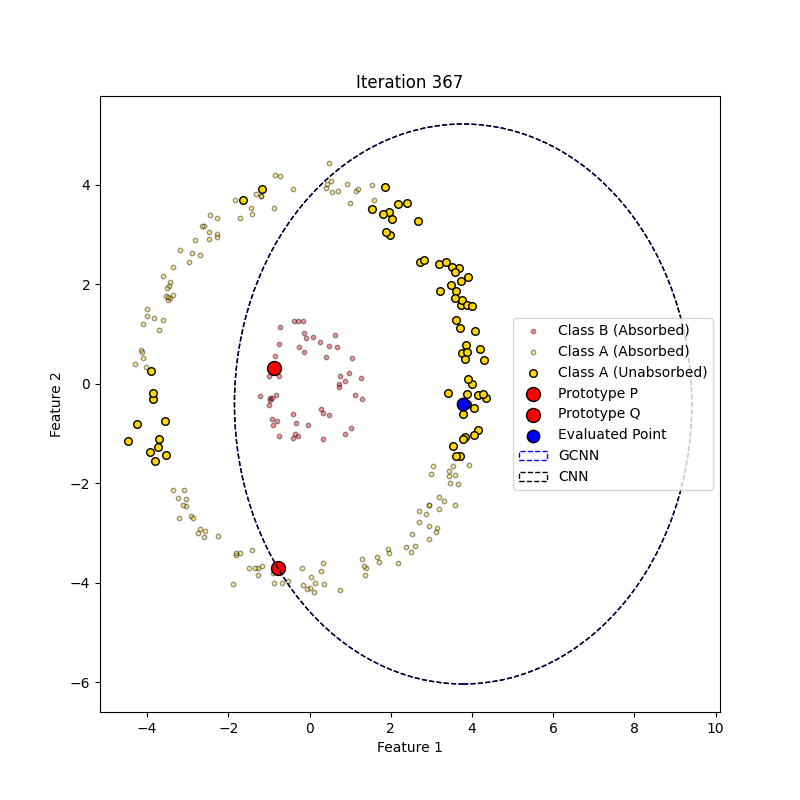 Iteration 367
Feature 2
4
2
0
−2
−4
−6
Class B (Absorbed)
Class A (Absorbed)
Class A (Unabsorbed)
Prototype P
Prototype Q
Evaluated Point
GCNN
CNN
−4
−2
0
2
4
6
8
10
Feature 1